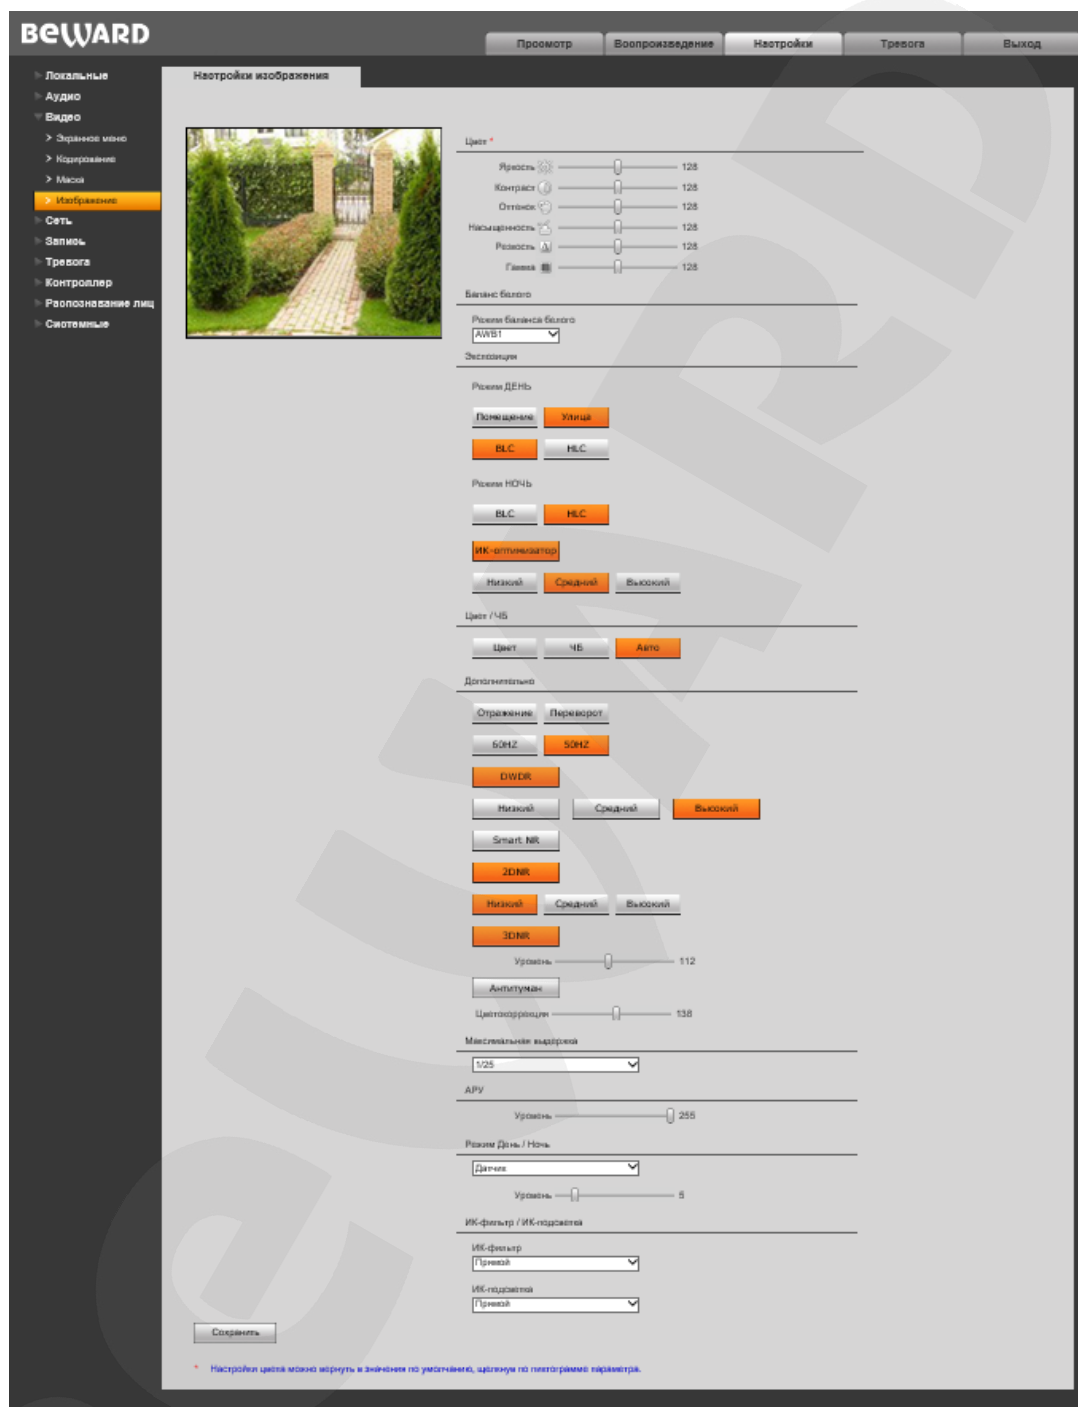 BEWARD
Просмотр Воспроизведение Настройки Тревога Выход
Локальные
Аудио
Видео
> Экранное меню
> Кодирование
> Маска
> Изображение
Сеть
Запись
Тревога
Контроллер
Распознавание лиц
Системные
Настройки изображения
Цвет *
Яркость 128
Контраст 128
Оттенок 128
Насыщенность 128
Резкость 128
Гамма 128
Баланс белого
Режим баланса белого
AWB1
Экспозиция
Режим ДЕНЬ
Помещение Улица
BLC HLC
Режим НОЧЬ
BLC HLC
ИК-оптимизатор
Низкий Средний Высокий
Цвет / ЧБ
Цвет ЧБ Авто
Дополнительно
Отражение Переворот
60HZ 50HZ
DWDR
Низкий Средний Высокий
Smart NR
2DNR
Низкий Средний Высокий
3DNR
Уровень 112
Антитуман
Цветокоррекция 138
Максимальная выдержка
1/25
АРУ
Уровень 255
Режим День / Ночь
Датчик
Уровень 5
ИК-фильтр / ИК-подсветка
ИК-фильтр
Прямой
ИК-подсветка
Прямой
Сохранить
* Настройки цвета можно вернуть в значения по умолчанию, щелкнув по пиктограмме параметра.